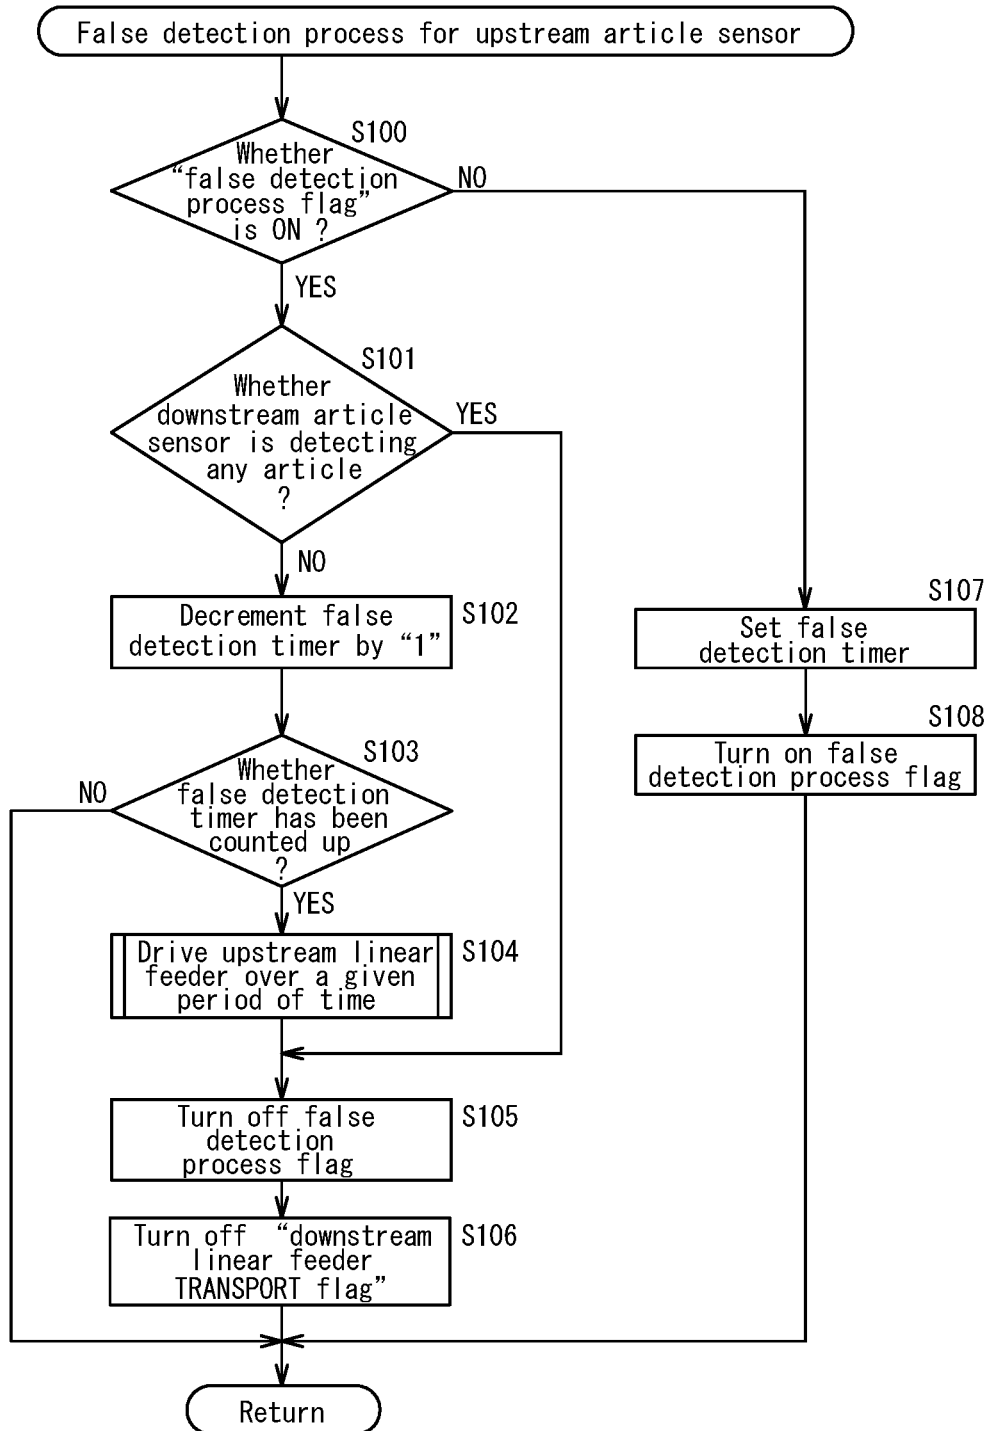 False detection process for upstream article sensor
S100
Whether
“false detection
process flag”
is ON ?
NO
YES
S101
Whether
downstream article
sensor is detecting
any article
?
YES
NO
S102
Decrement false
detection timer by “1”
S107
Set false
detection timer
S108
Turn on false
detection process flag
S103
Whether
false detection
timer has been
counted up
?
NO
YES
S104
Drive upstream linear
feeder over a given
period of time
S105
Turn off false
detection
process flag
S106
Turn off “downstream
linear feeder
TRANSPORT flag”
Return